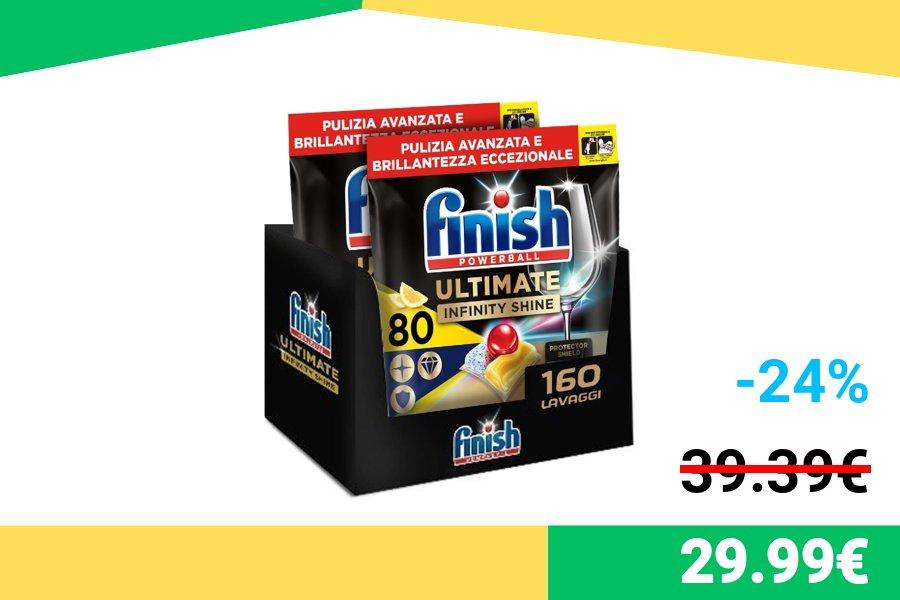 PULIZIA AVANZATA E
BRILLANTEZZA ECCEZIONALE
PULIZIA AVANZATA E
BRILLANTEZZA ECCEZIONALE
finish
POWERBALL
ULTIMATE
INFINITY SHINE
80
PROTECTOR
SHIELD
160
LAVAGGI
finish
ULTIMATE
INFINITY SHINE
finish
POWERBALL
-24%
39.39€
29.99€